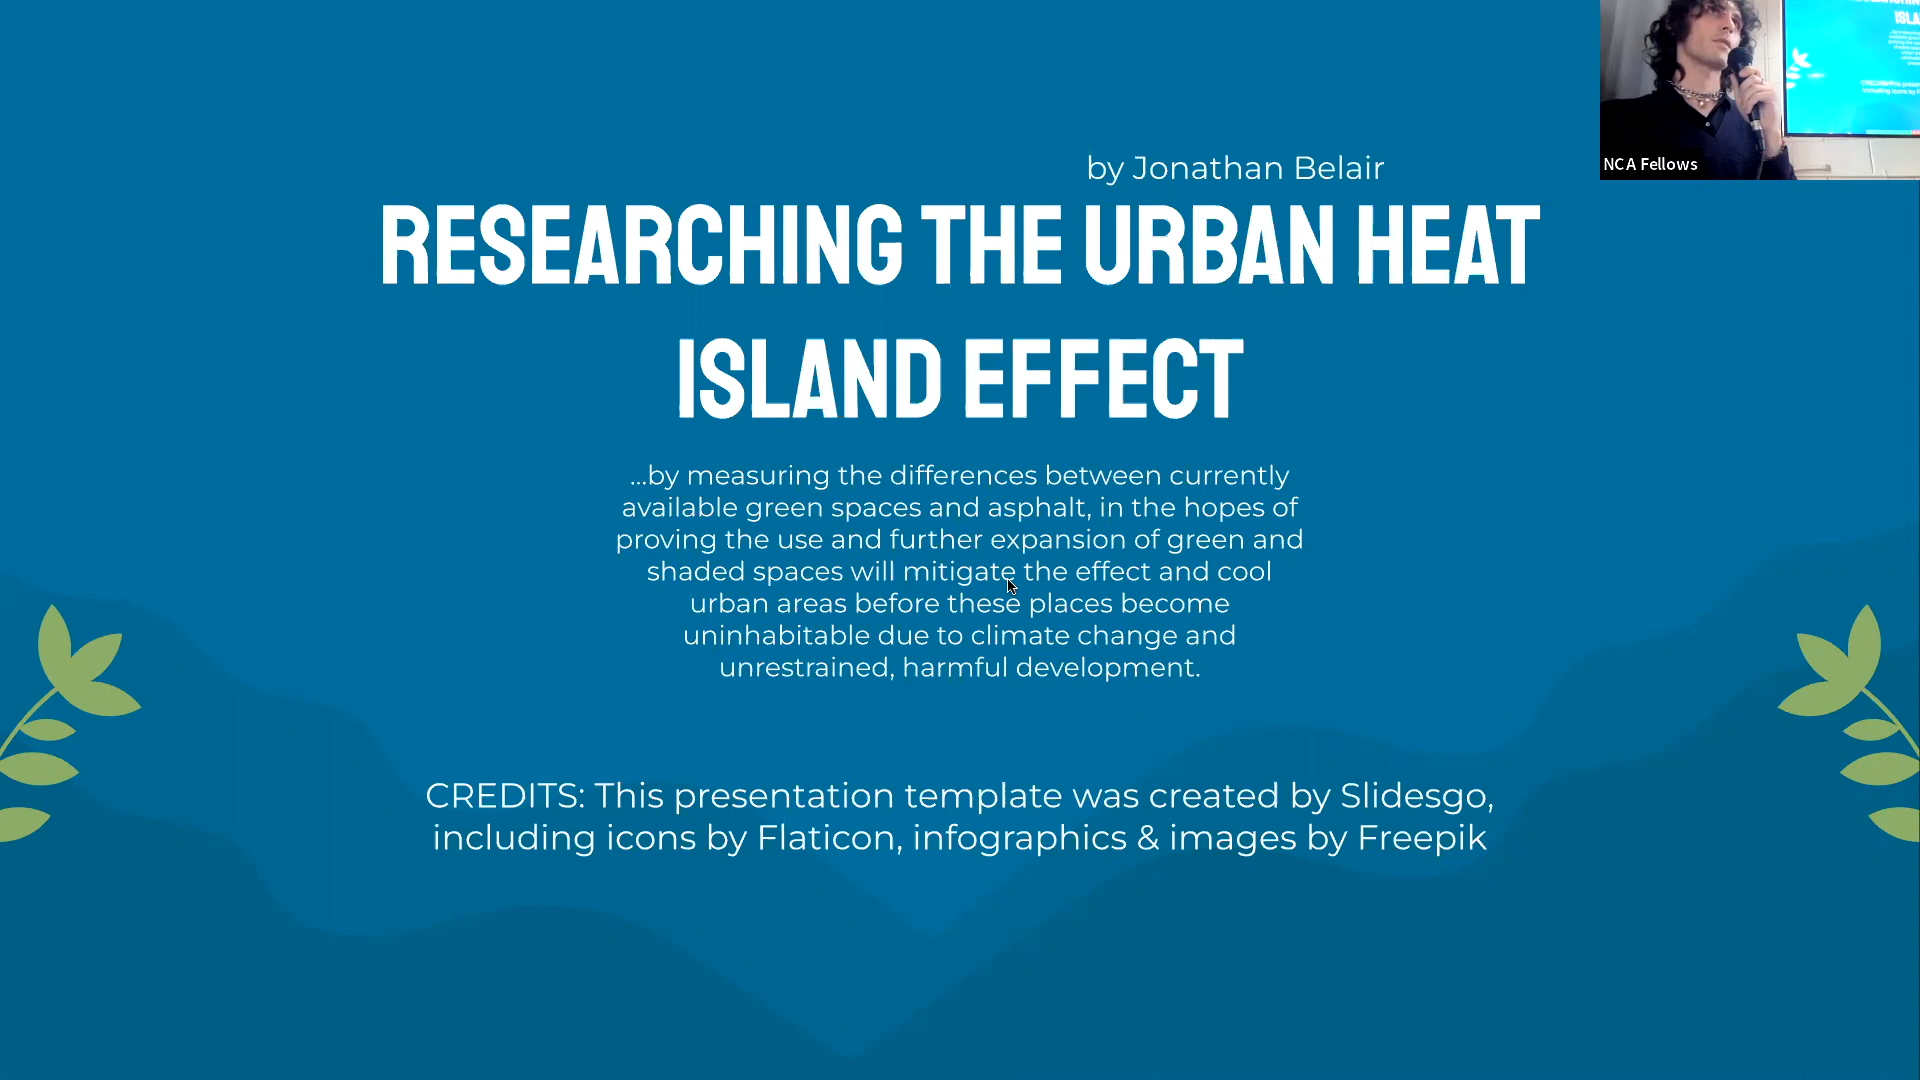 by Jonathan Belair
RESEARCHING THE URBAN HEAT
ISLAND EFFECT
...by measuring the differences between currently
available green spaces and asphalt, in the hopes of
proving the use and further expansion of green and
shaded spaces will mitigate the effect and cool
urban areas before these places become
uninhabitable due to climate change and
unrestrained, harmful development.
CREDITS: This presentation template was created by Slidesgo,
including icons by Flaticon, infographics & images by Freepik
NCA Fellows